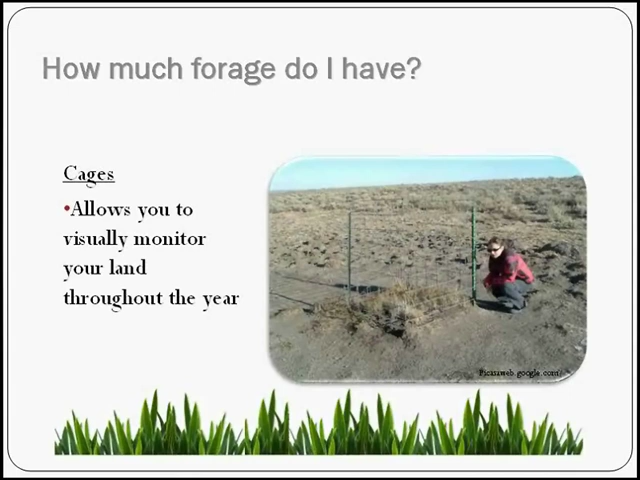 How much forage do I have?
Cages
•Allows you to
visually monitor
your land
throughout the year
Picasaweb.google.com